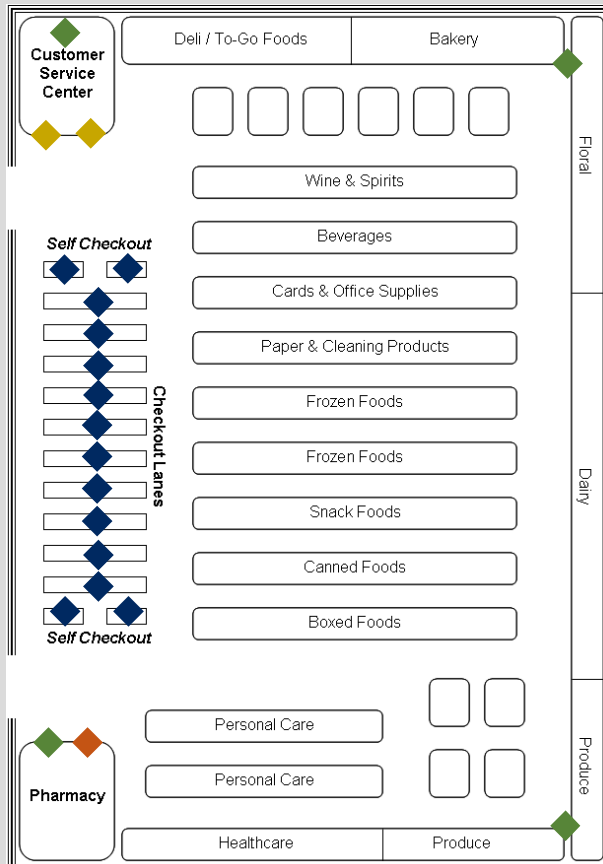 Customer
Service
Center
Deli / To-Go Foods
Bakery
Floral
Wine & Spirits
Beverages
Self Checkout
Cards & Office Supplies
Paper & Cleaning Products
Checkout Lanes
Frozen Foods
Frozen Foods
Dairy
Snack Foods
Canned Foods
Boxed Foods
Self Checkout
Personal Care
Personal Care
Produce
Pharmacy
Healthcare
Produce